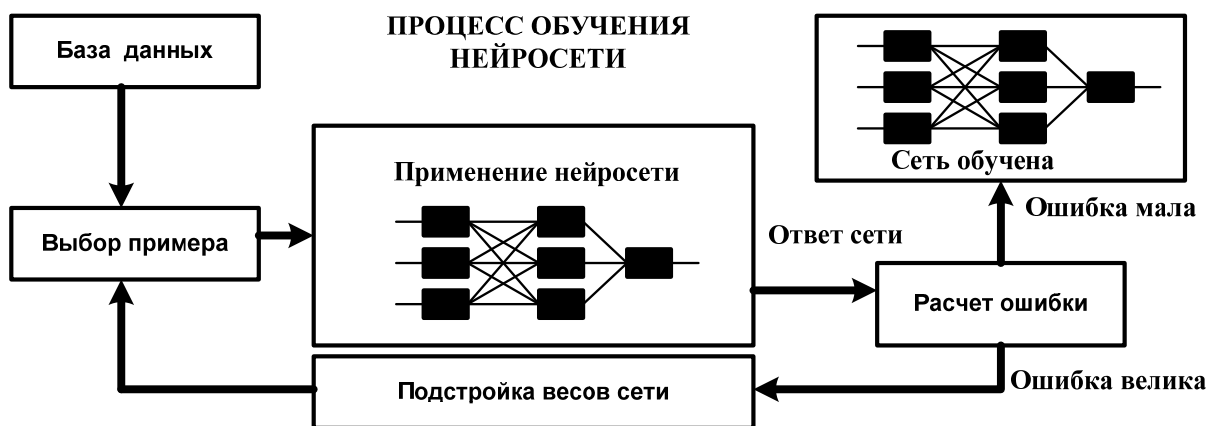 ПРОЦЕСС ОБУЧЕНИЯ
НЕЙРОСЕТИ
База данных
Выбор примера
Применение нейросети
Ответ сети
Расчет ошибки
Ошибка мала
Сеть обучена
Ошибка велика
Подстройка весов сети